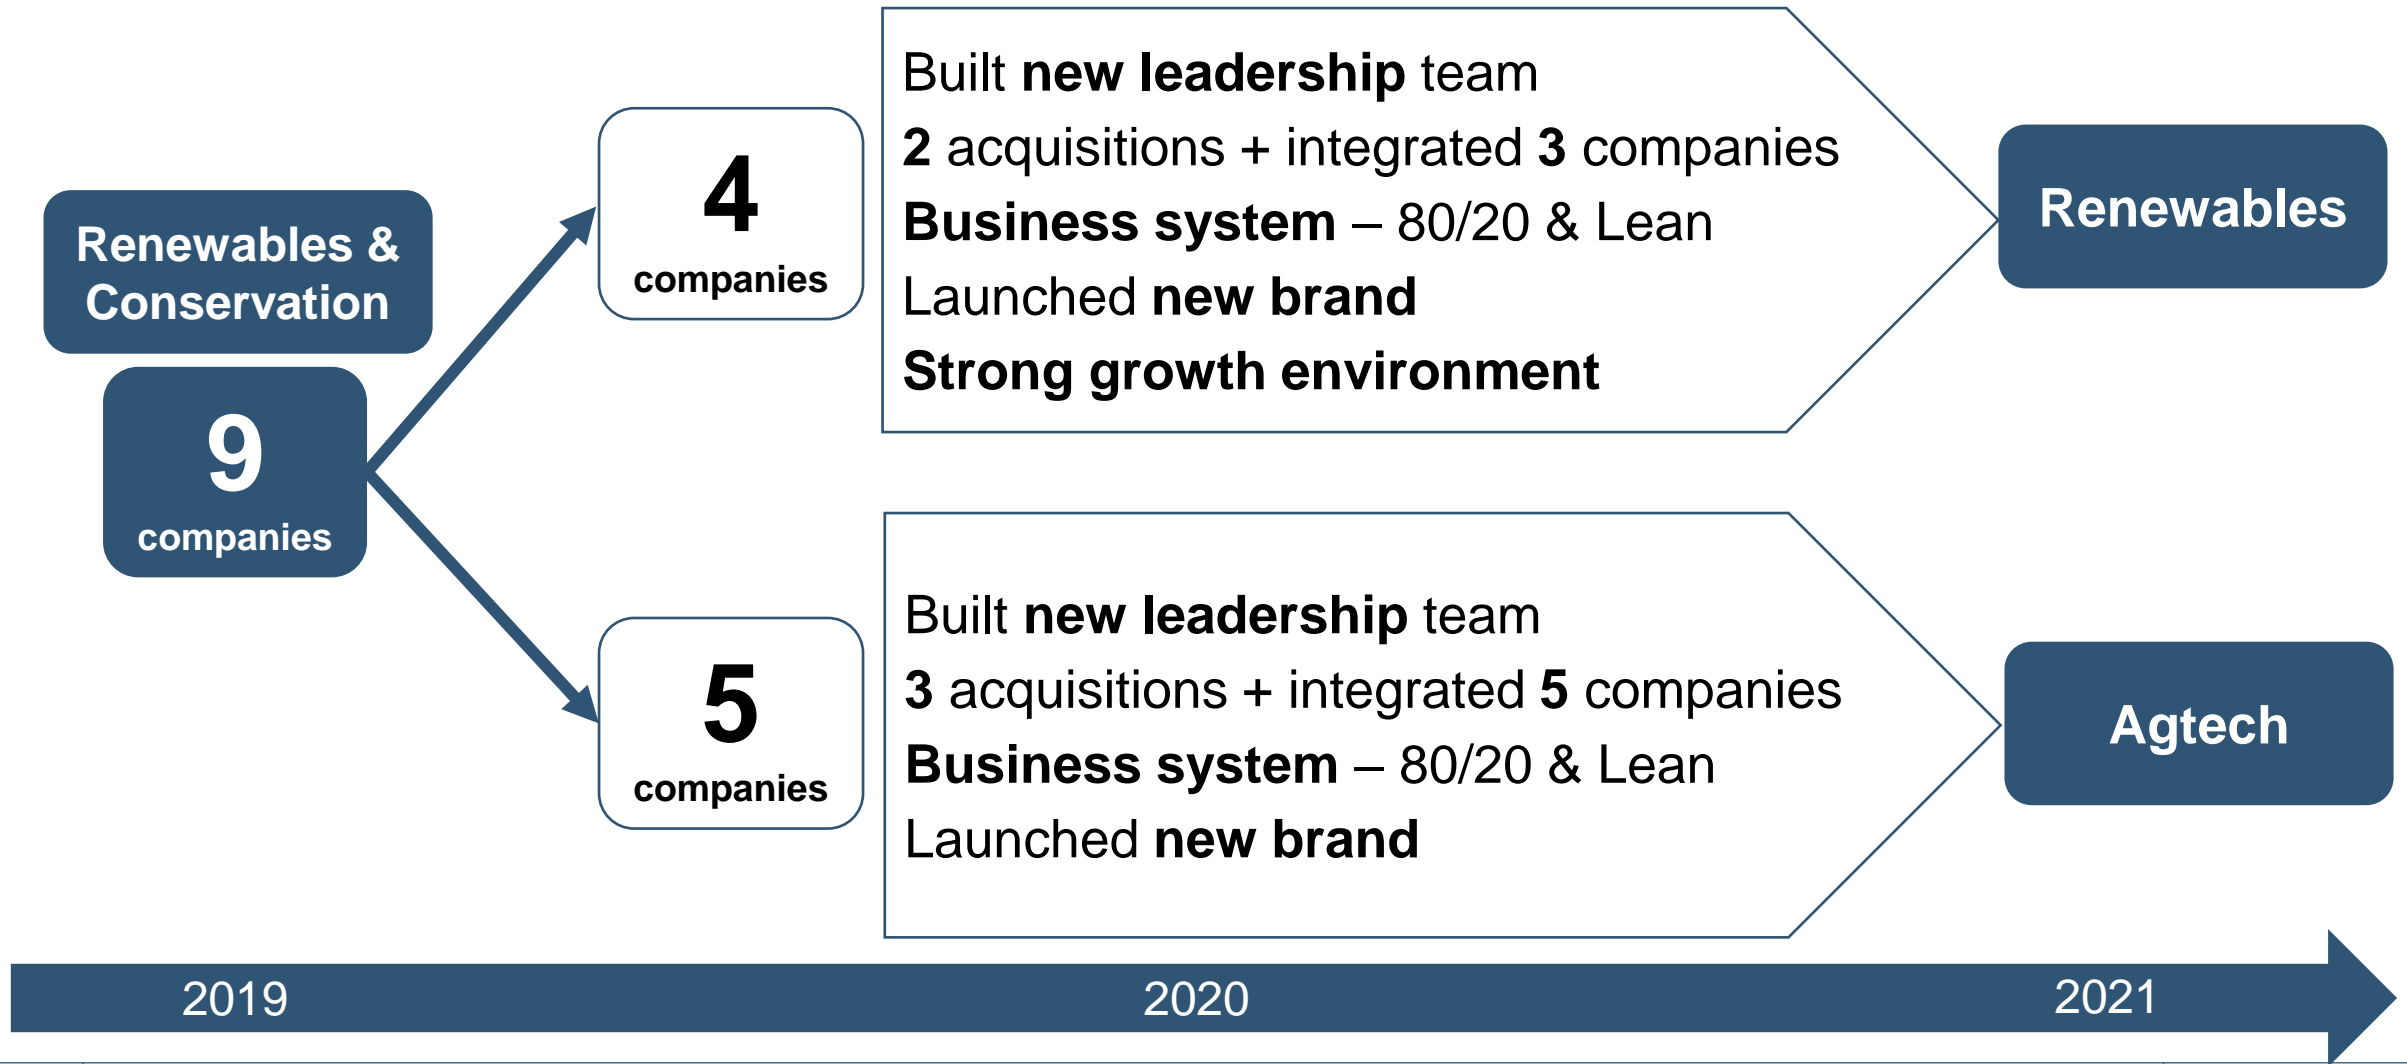 Renewables &
Conservation
9
companies
4
companies
Built new leadership team
2 acquisitions + integrated 3 companies
Business system – 80/20 & Lean
Launched new brand
Strong growth environment
Renewables
5
companies
Built new leadership team
3 acquisitions + integrated 5 companies
Business system – 80/20 & Lean
Launched new brand
Agtech
2019
2020
2021